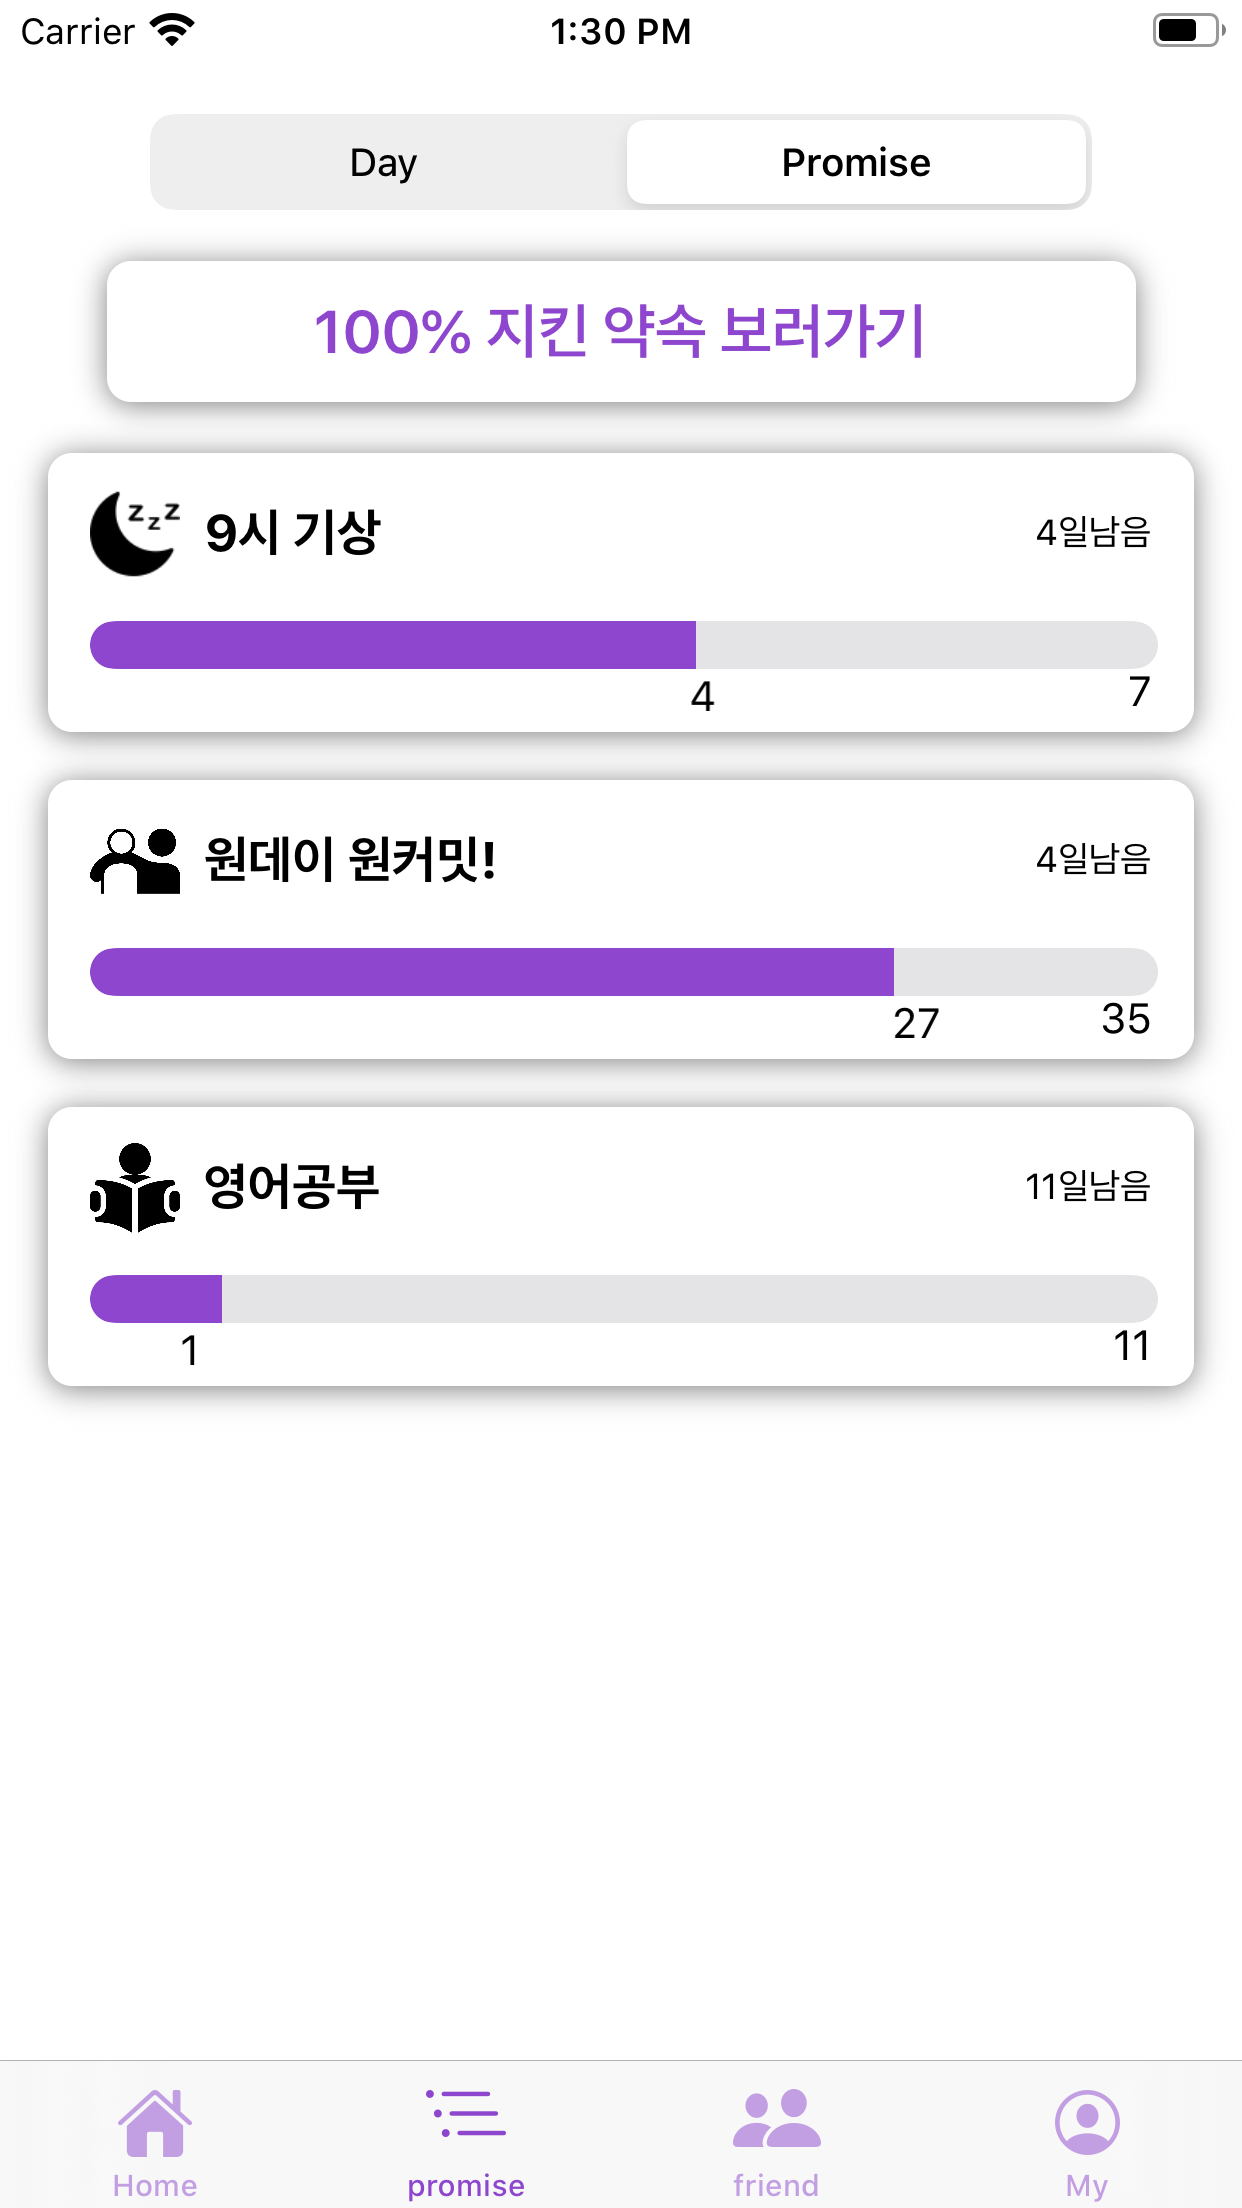 Carrier 1:30 PM
Day Promise
100% 지킨 약속 보러가기
z z z
9시 기상 4일남음
4 7
원데이 원커밋! 4일남음
27 35
영어공부 11일남음
1 11
Home promise friend My